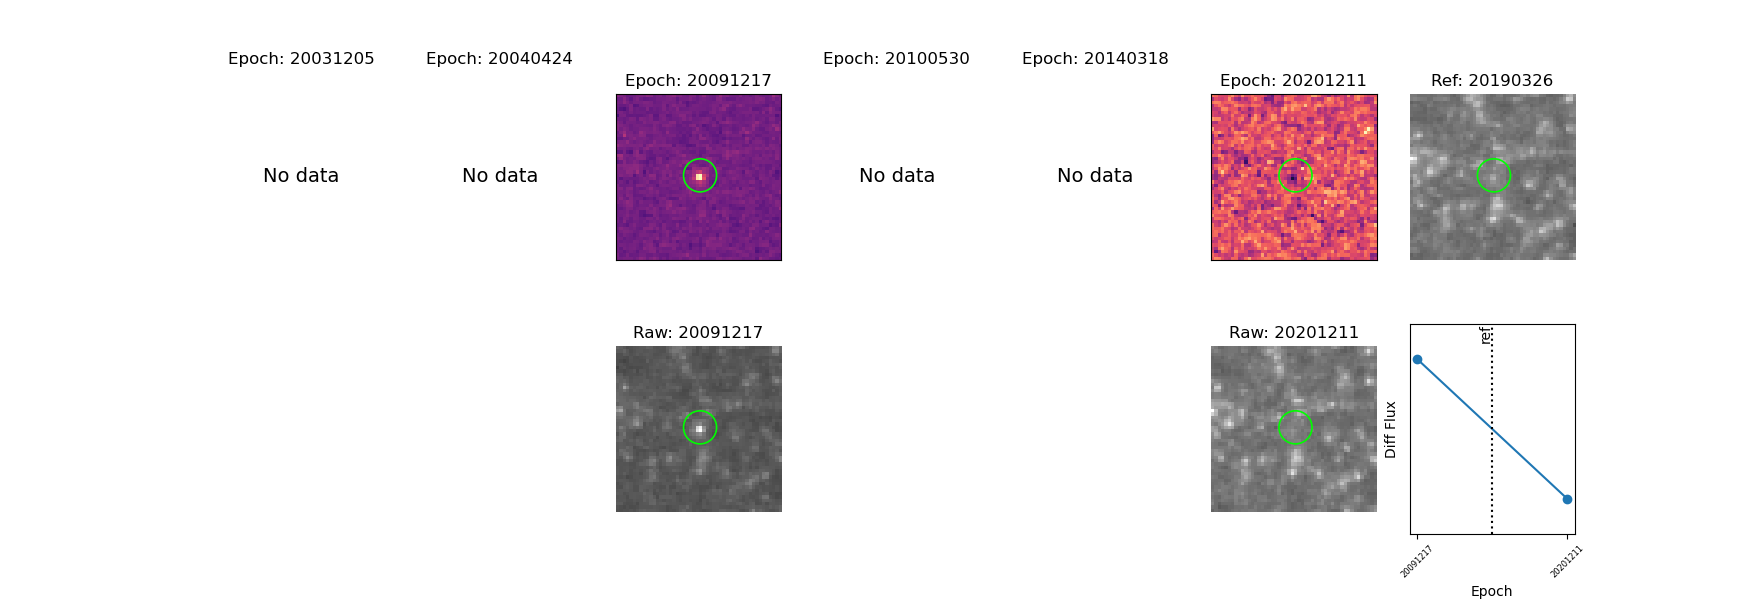 Epoch: 20031205
Epoch: 20040424
Epoch: 20091217
Epoch: 20100530
Epoch: 20140318
Epoch: 20201211
Ref: 20190326
No data
No data
No data
No data
Raw: 20091217
Raw: 20201211
ref
Diff Flux
20091217
20201211
Epoch